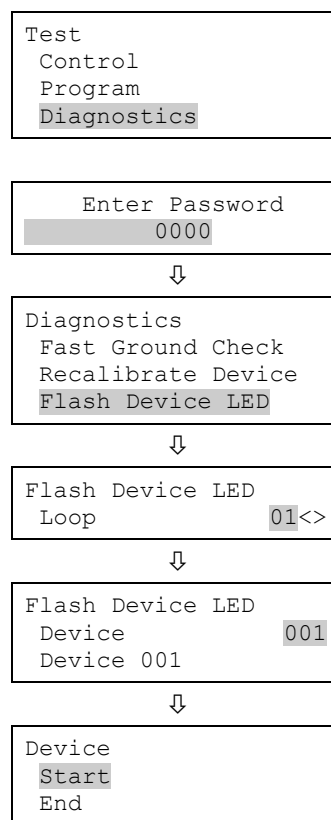 Test
Control
Program
Diagnostics
Enter Password
0000
⇩
Diagnostics
Fast Ground Check
Recalibrate Device
Flash Device LED
⇩
Flash Device LED
Loop 01<>
⇩
Flash Device LED
Device 001
Device 001
⇩
Device
Start
End